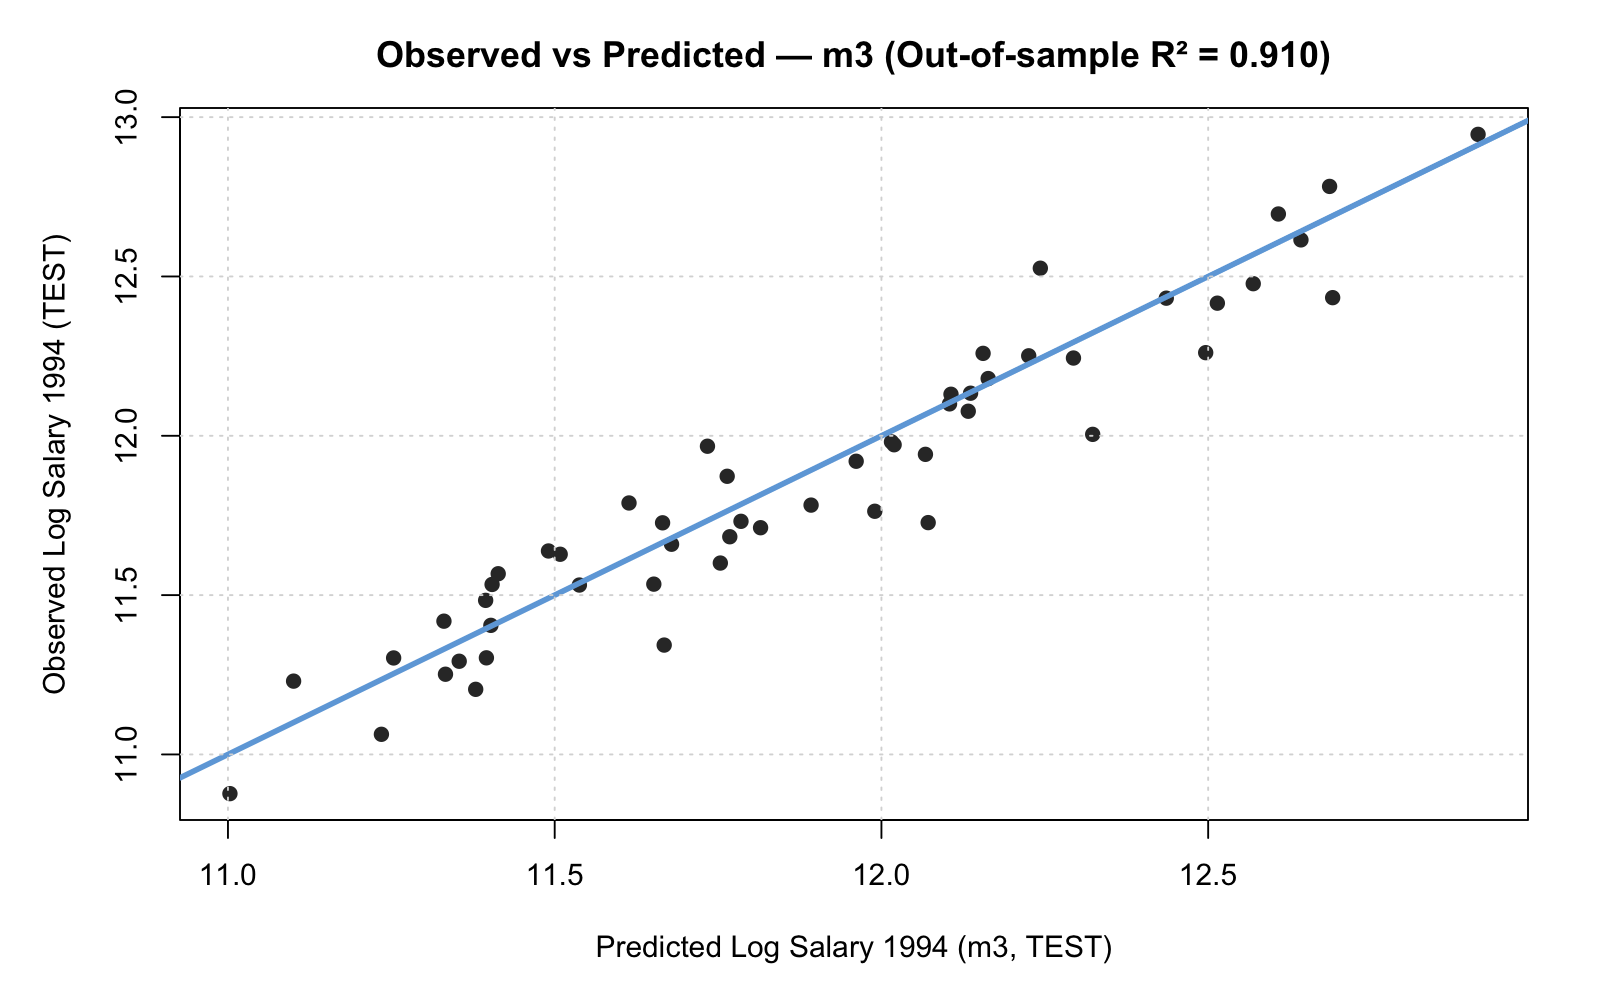 Observed vs Predicted — m3 (Out-of-sample R² = 0.910)
Observed Log Salary 1994 (TEST)
13.0
12.5
12.0
11.5
11.0
11.0 11.5 12.0 12.5
Predicted Log Salary 1994 (m3, TEST)